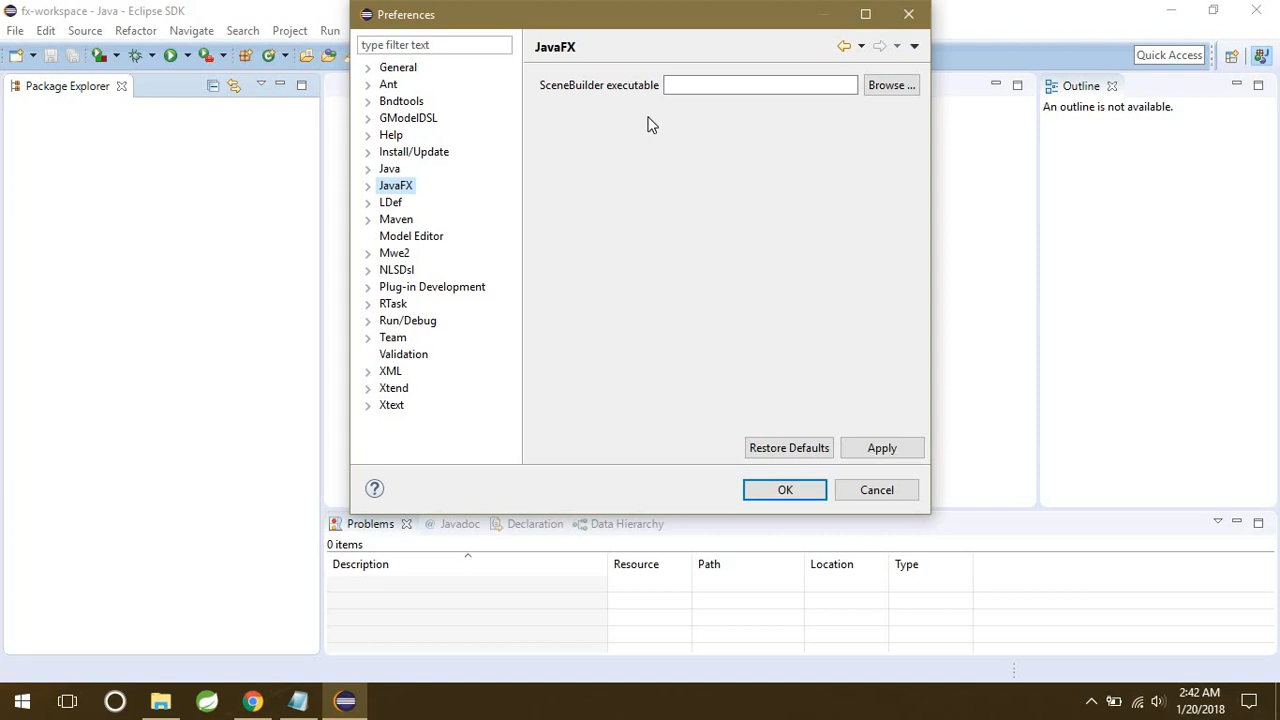 fx-workspace - Java - Eclipse SDK
File Edit Source Refactor Navigate Search Project Run
Quick Access
Package Explorer
Preferences
type filter text
General
Ant
Bndtools
GModelDSL
Help
Install/Update
Java
JavaFX
LDef
Maven
Model Editor
Mwe2
NLSDsl
Plug-in Development
RTask
Run/Debug
Team
Validation
XML
Xtend
Xtext
JavaFX
SceneBuilder executable Browse ...
Restore Defaults Apply
OK Cancel
Outline
An outline is not available.
Problems @ Javadoc Declaration Data Hierarchy
0 items
Description Resource Path Location Type
2:42 AM
1/20/2018